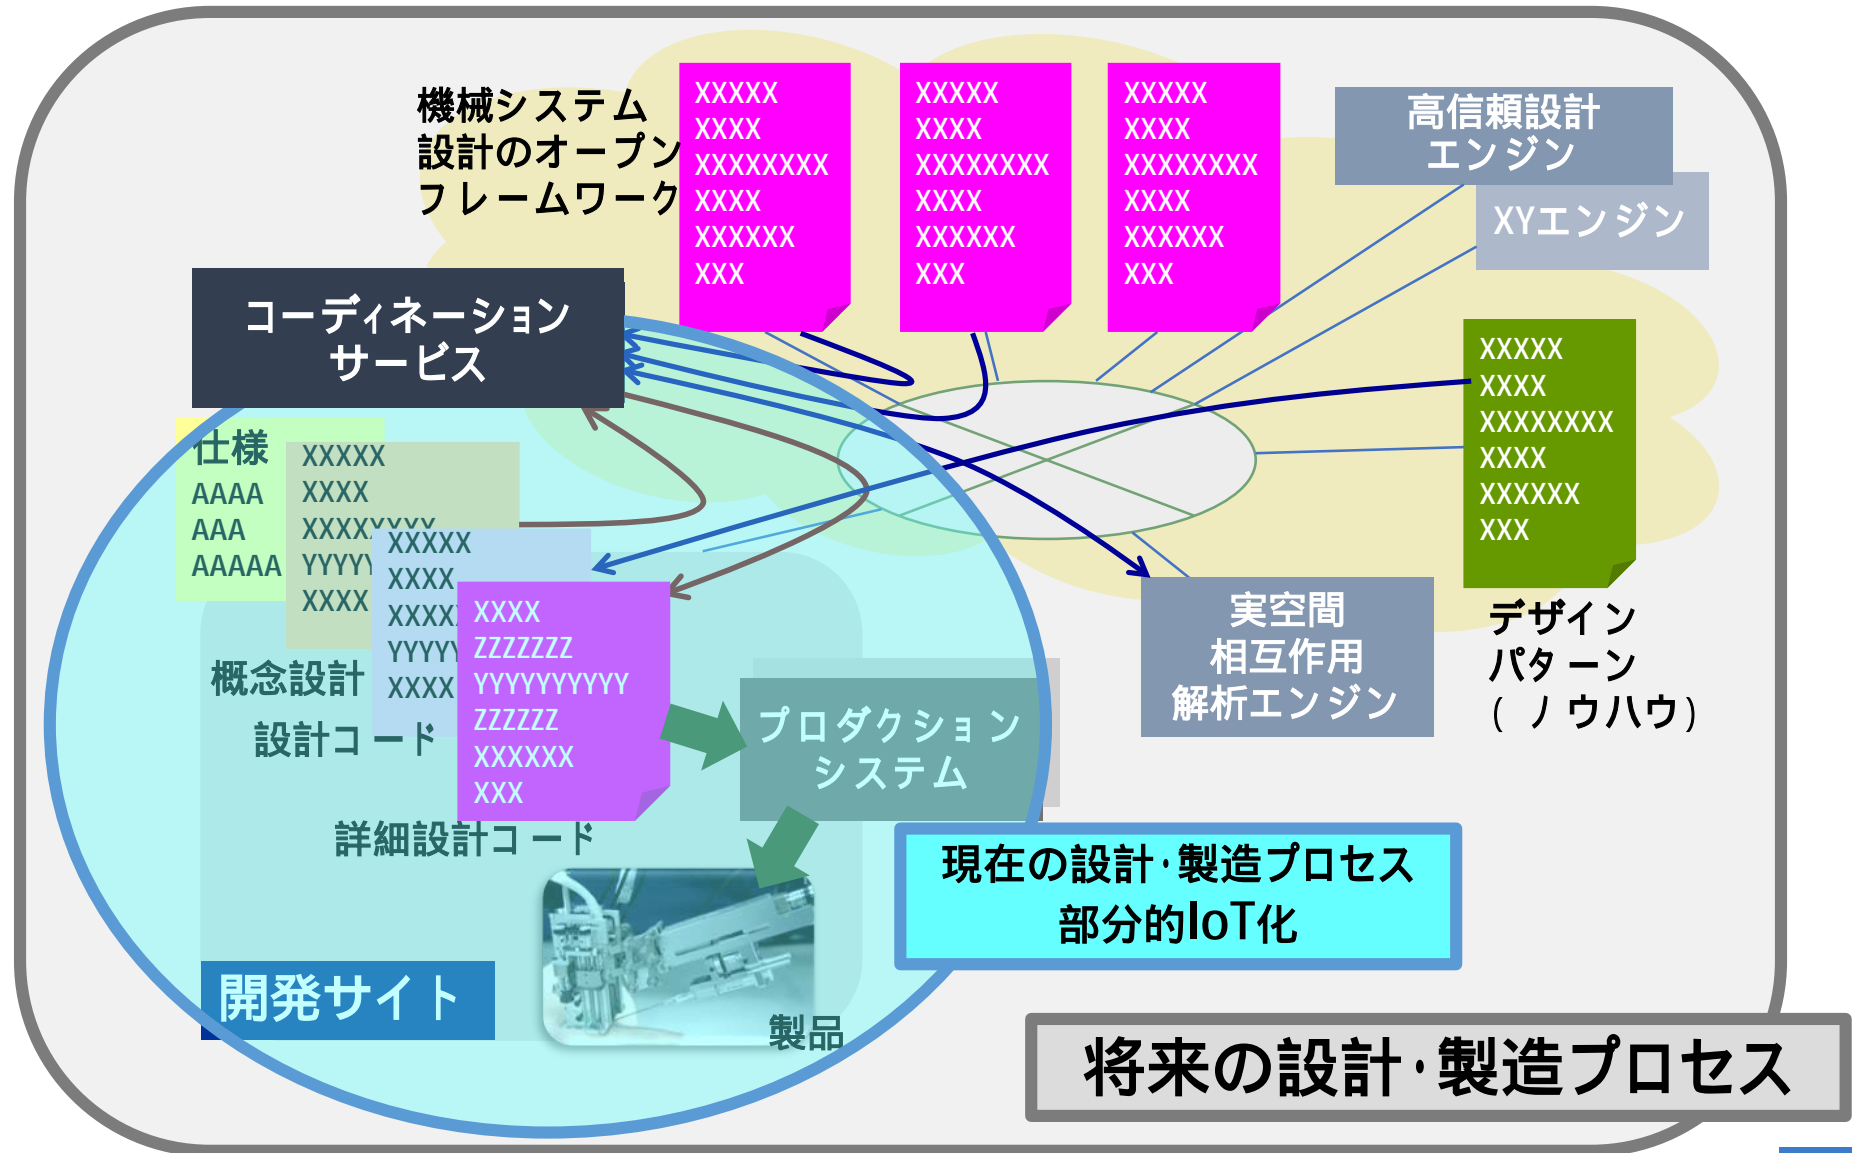 機械システム
設計のオープン
フレームワーク
XXXXX
XXXX
XXXXXXXX
XXXX
XXXXXX
XXX
XXXXX
XXXX
XXXXXXXX
XXXX
XXXXXX
XXX
XXXXX
XXXX
XXXXXXXX
XXXX
XXXXXX
XXX
高信頼設計
エンジン
XYエンジン
コーディネーション
サービス
XXXXX
XXXX
XXXXXXXX
XXXX
XXXXXX
XXX
デザイン
パターン
(ノウハウ)
仕様
AAAA
AAA
AAAAA
XXXXX
XXXX
XXXXXXXX
YYYYY
XXXX
概念設計
XXXXX
XXXX
XXXXX
YYYYY
XXXX
設計コード
XXXX
ZZZZZZZ
YYYYYYYYYY
ZZZZZZ
XXXXXX
XXX
詳細設計コード
プロダクション
システム
実空間
相互作用
解析エンジン
現在の設計・製造プロセス
部分的IoT化
開発サイト
製品
将来の設計・製造プロセス